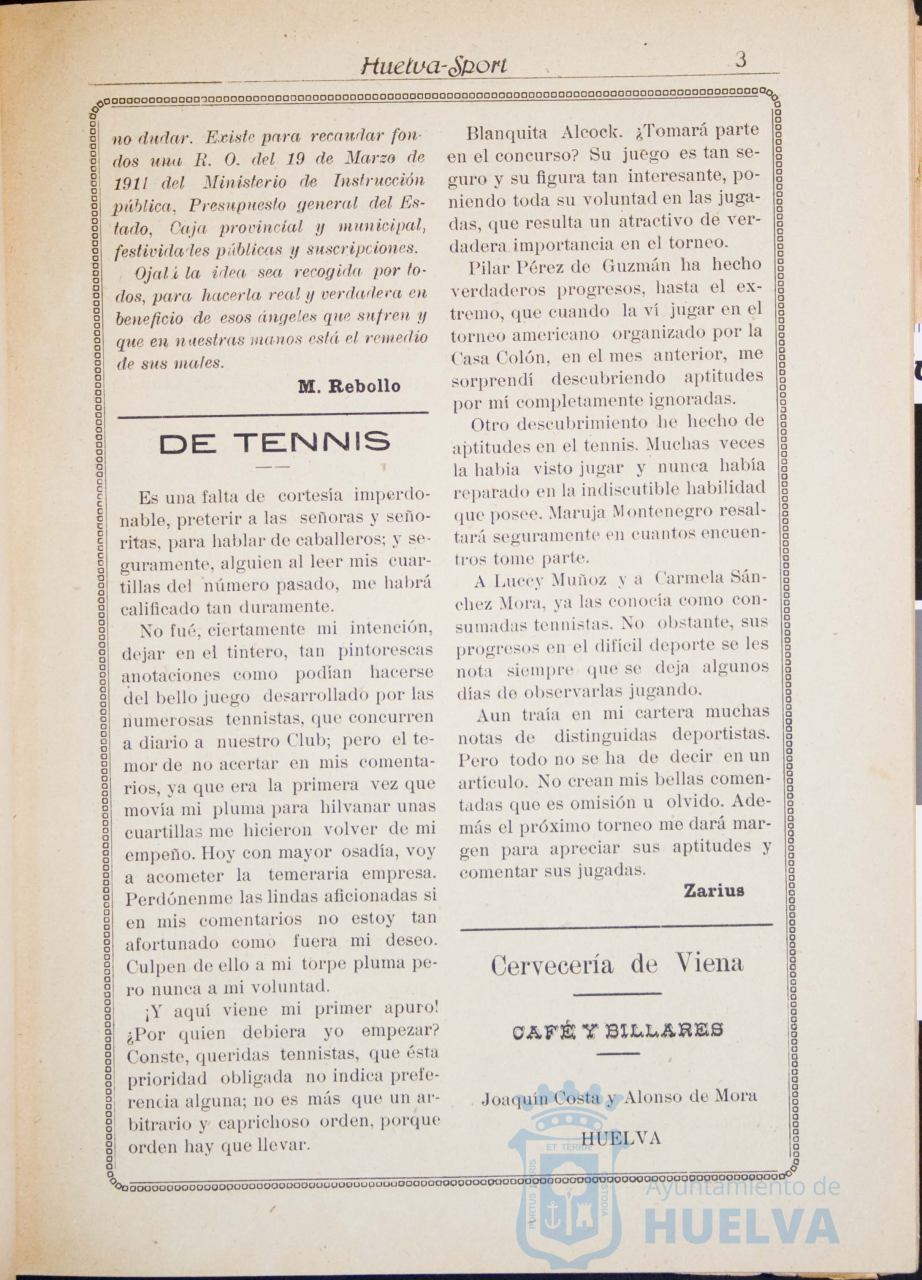 Huelva-Sport
3
no dudar. Existe para recaudar fon-
dos una R. O. del 19 de Marzo de
1911 del Ministerio de Instrucción
pública, Presupuesto general del Es-
tado, Caja provincial y municipal,
festividades públicas y suscripciones.
Ojalá la idea sea recogida por to-
dos, para hacerla real y verdadera en
beneficio de esos ángeles que sufren y
que en nuestras manos está el remedio
de sus males.
M. Rebollo
DE TENNIS
Es una falta de cortesía imperdo-
nable, preterir a las señoras y seño-
ritas, para hablar de caballeros; y se-
guramente, alguien al leer mis cuar-
tillas del número pasado, me habrá
calificado tan duramente.
No fué, ciertamente mi intención,
dejar en el tintero, tan pintorescas
anotaciones como podían hacerse
del bello juego desarrollado por las
numerosas tennistas, que concurren
a diario a nuestro Club; pero el te-
mor de no acertar en mis comenta-
rios, ya que era la primera vez que
movía mi pluma para hilvanar unas
cuartillas me hicieron volver de mi
empeño. Hoy con mayor osadía, voy
a acometer la temeraria empresa.
Perdónenme las lindas aficionadas si
en mis comentarios no estoy tan
afortunado como fuera mi deseo.
Culpen de ello a mi torpe pluma pe-
ro nunca a mi voluntad.
¡Y aquí viene mi primer apuro!
¿Por quien debiera yo empezar?
Conste, queridas tennistas, que ésta
prioridad obligada no indica prefe-
rencia alguna; no es más que un ar-
bitrario y caprichoso orden, porque
orden hay que llevar.
Blanquita Alcock. ¿Tomará parte
en el concurso? Su juego es tan se-
guro y su figura tan interesante, po-
niendo toda su voluntad en las juga-
das, que resulta un atractivo de ver-
dadera importancia en el torneo.
Pilar Pérez de Guzmán ha hecho
verdaderos progresos, hasta el ex-
tremo, que cuando la ví jugar en el
torneo americano organizado por la
Casa Colón, en el mes anterior, me
sorprendí descubriendo aptitudes
por mí completamente ignoradas.
Otro descubrimiento he hecho de
aptitudes en el tennis. Muchas veces
la habia visto jugar y nunca había
reparado en la indiscutible habilidad
que posee. Maruja Montenegro resal-
tará seguramente en cuantos encuen-
tros tome parte.
A Luccy Muñoz y a Carmela Sán-
chez Mora, ya las conocía como con-
sumadas tennistas. No obstante, sus
progresos en el difícil deporte se les
nota siempre que se deja algunos
días de observarlas jugando.
Aun traía en mi cartera muchas
notas de distinguidas deportistas.
Pero todo no se ha de decir en un
artículo. No crean mis bellas comen-
tadas que es omisión u olvido. Ade-
más el próximo torneo me dará mar-
gen para apreciar sus aptitudes y
comentar sus jugadas.
Zarius
Cervecería de Viena
CAFÉ Y BILLARES
Joaquín Costa y Alonso de Mora
HUELVA
ET TERRÆ
PORTUS MARIS
CUSTODIA
Ayuntamiento de
HUELVA